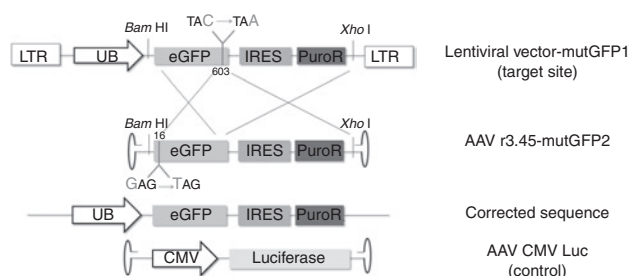 TAC→TAA
Bam HI
Xho I
LTR UB eGFP IRES PuroR LTR
603
Lentiviral vector-mutGFP1
(target site)
Bam HI
Xho I
16
eGFP IRES PuroR
AAV r3.45-mutGFP2
GAG→TAG
UB eGFP IRES PuroR
Corrected sequence
CMV Luciferase
AAV CMV Luc
(control)